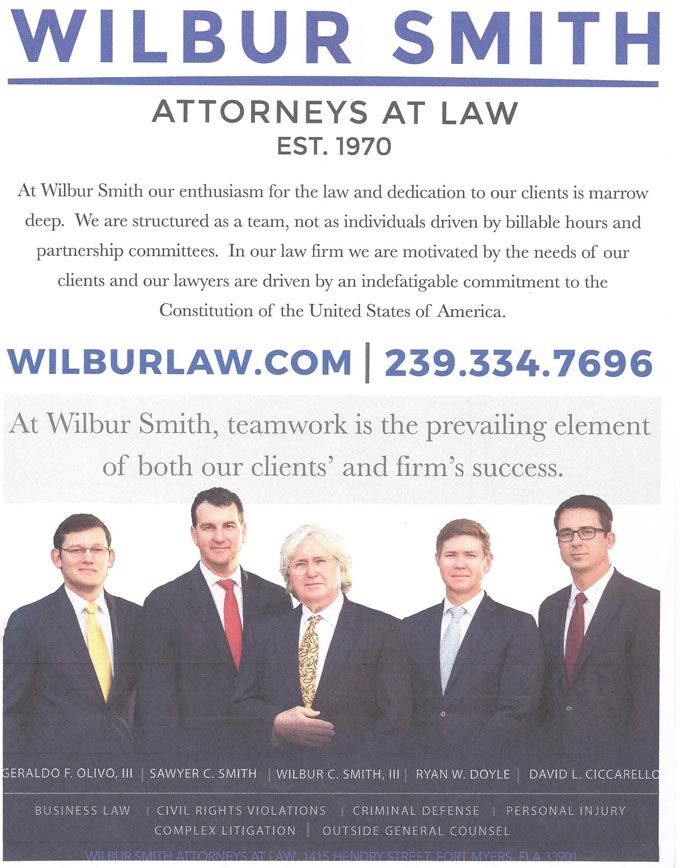 WILBUR SMITH
ATTORNEYS AT LAW
EST. 1970
At Wilbur Smith our enthusiasm for the law and dedication to our clients is marrow
deep. We are structured as a team, not as individuals driven by billable hours and
partnership committees. In our law firm we are motivated by the needs of our
clients and our lawyers are driven by an indefatigable commitment to the
Constitution of the United States of America.
WILBURLAW.COM | 239.334.7696
At Wilbur Smith, teamwork is the prevailing element
of both our clients' and firm's success.
GERALDO F. OLIVO, III | SAWYER C. SMITH | WILBUR C. SMITH, III | RYAN W. DOYLE | DAVID L. CICCARELLO
BUSINESS LAW | CIVIL RIGHTS VIOLATIONS | CRIMINAL DEFENSE | PERSONAL INJURY
COMPLEX LITIGATION | OUTSIDE GENERAL COUNSEL
WILBUR SMITH ATTORNEYS AT LAW, 1415 HENDRY STREET, FORT MYERS, FLA 33901